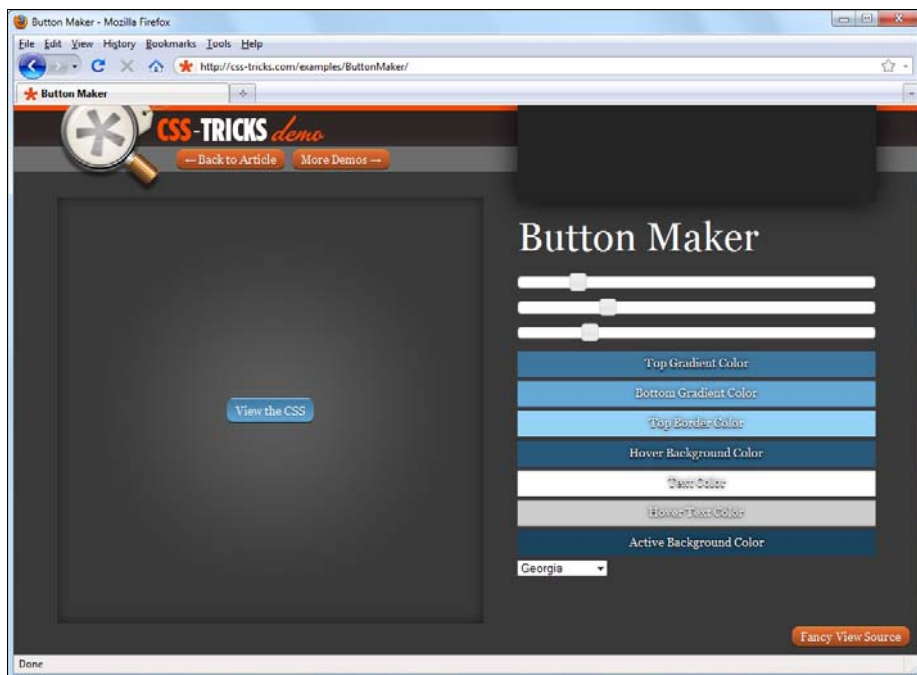 Button Maker - Mozilla Firefox
File Edit View History Bookmarks Tools Help
http://css-tricks.com/examples/ButtonMaker/
Button Maker
CSS-TRICKS demo
← Back to Article More Demos →
Button Maker
Top Gradient Color
Bottom Gradient Color
Top Border Color
View the CSS
Hover Background Color
Text Color
Hover Text Color
Active Background Color
Georgia
Fancy View Source
Done